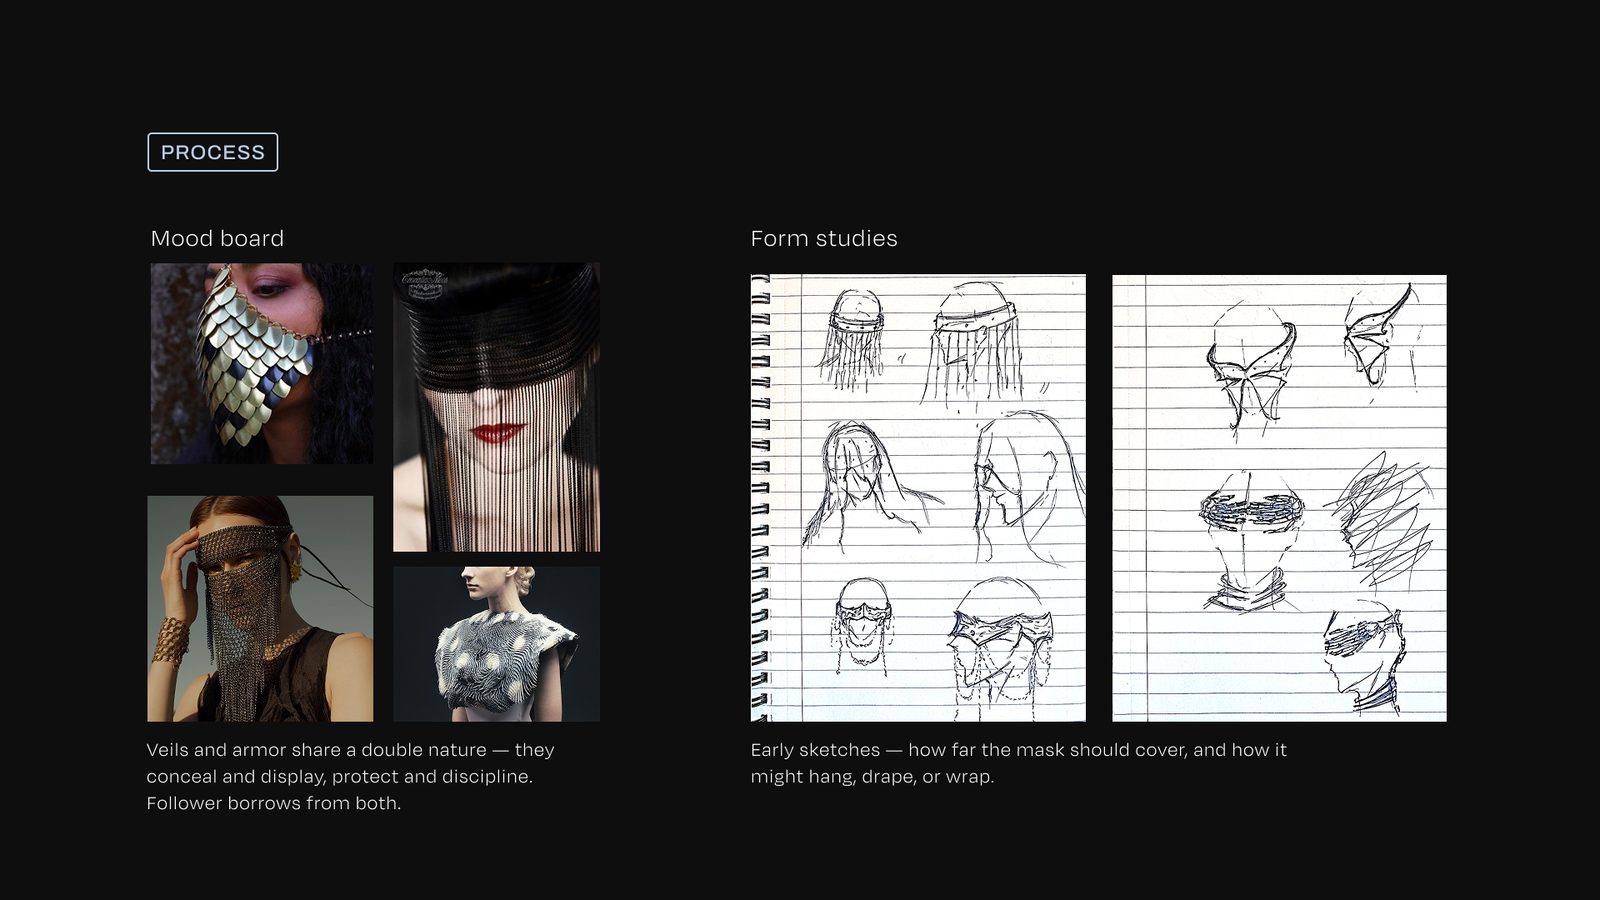 PROCESS
Mood board
Veils and armor share a double nature — they
conceal and display, protect and discipline.
Follower borrows from both.
Form studies
Early sketches — how far the mask should cover, and how it
might hang, drape, or wrap.